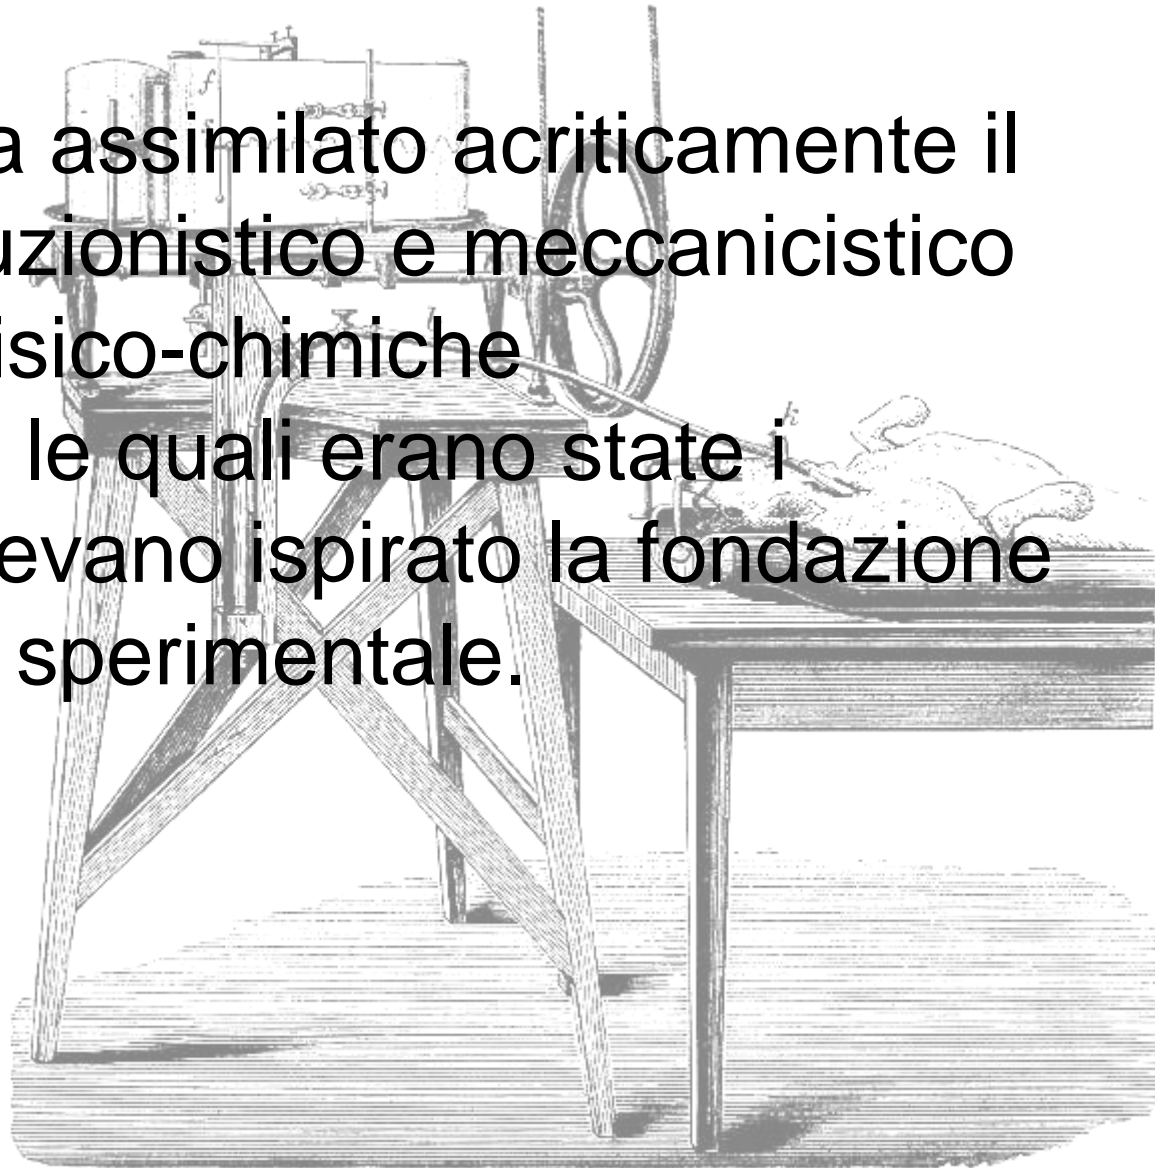 a assimilato acriticamente il
uzionistico e meccanicistico
isico-chimiche
le quali erano state i
evano ispirato la fondazione
sperimentale.
f
l
k